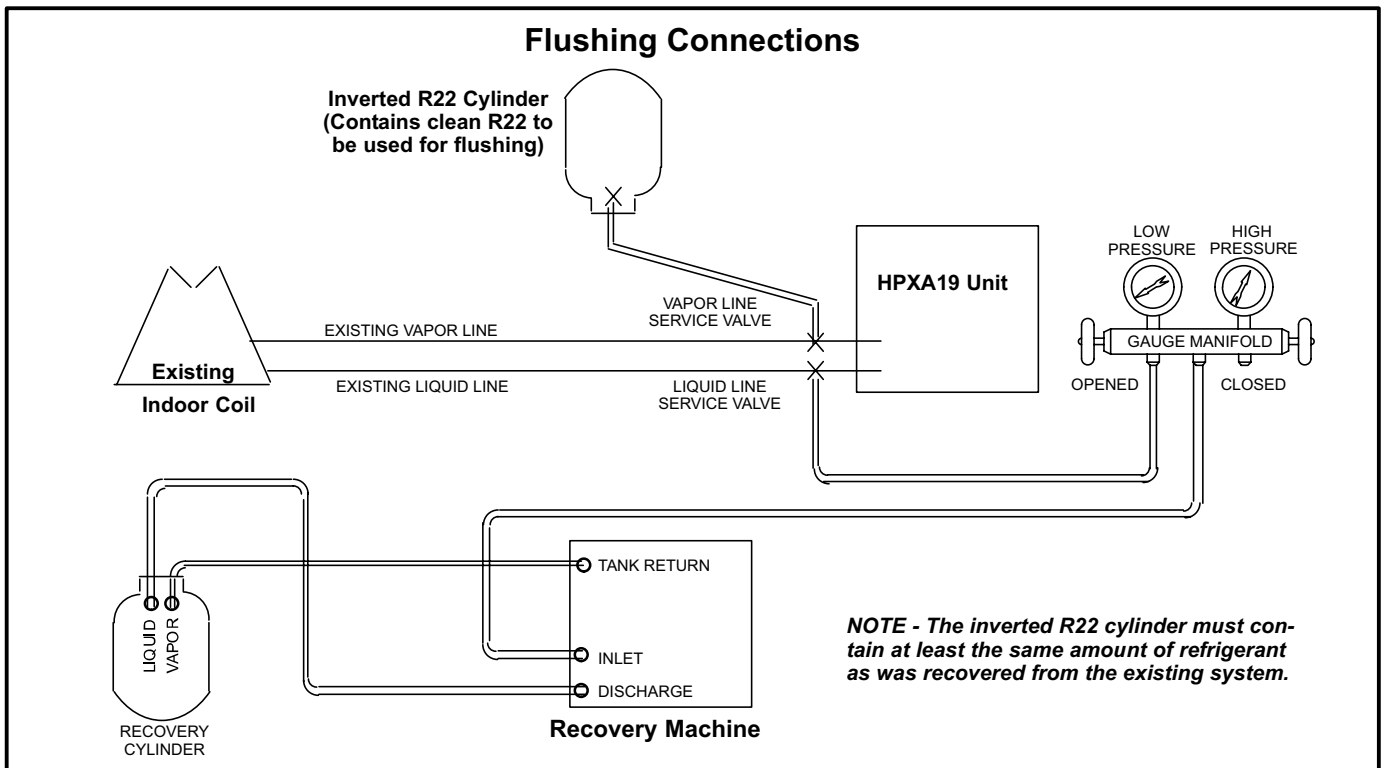 Flushing Connections
Inverted R22 Cylinder
(Contains clean R22 to
be used for flushing)
LOW
PRESSURE
HIGH
PRESSURE
HPXA19 Unit
VAPOR LINE
SERVICE VALVE
EXISTING VAPOR LINE
GAUGE MANIFOLD
Existing
Indoor Coil
EXISTING LIQUID LINE
LIQUID LINE
SERVICE VALVE
OPENED
CLOSED
TANK RETURN
LIQUID
VAPOR
INLET
DISCHARGE
NOTE - The inverted R22 cylinder must con-
tain at least the same amount of refrigerant
as was recovered from the existing system.
RECOVERY
CYLINDER
Recovery Machine